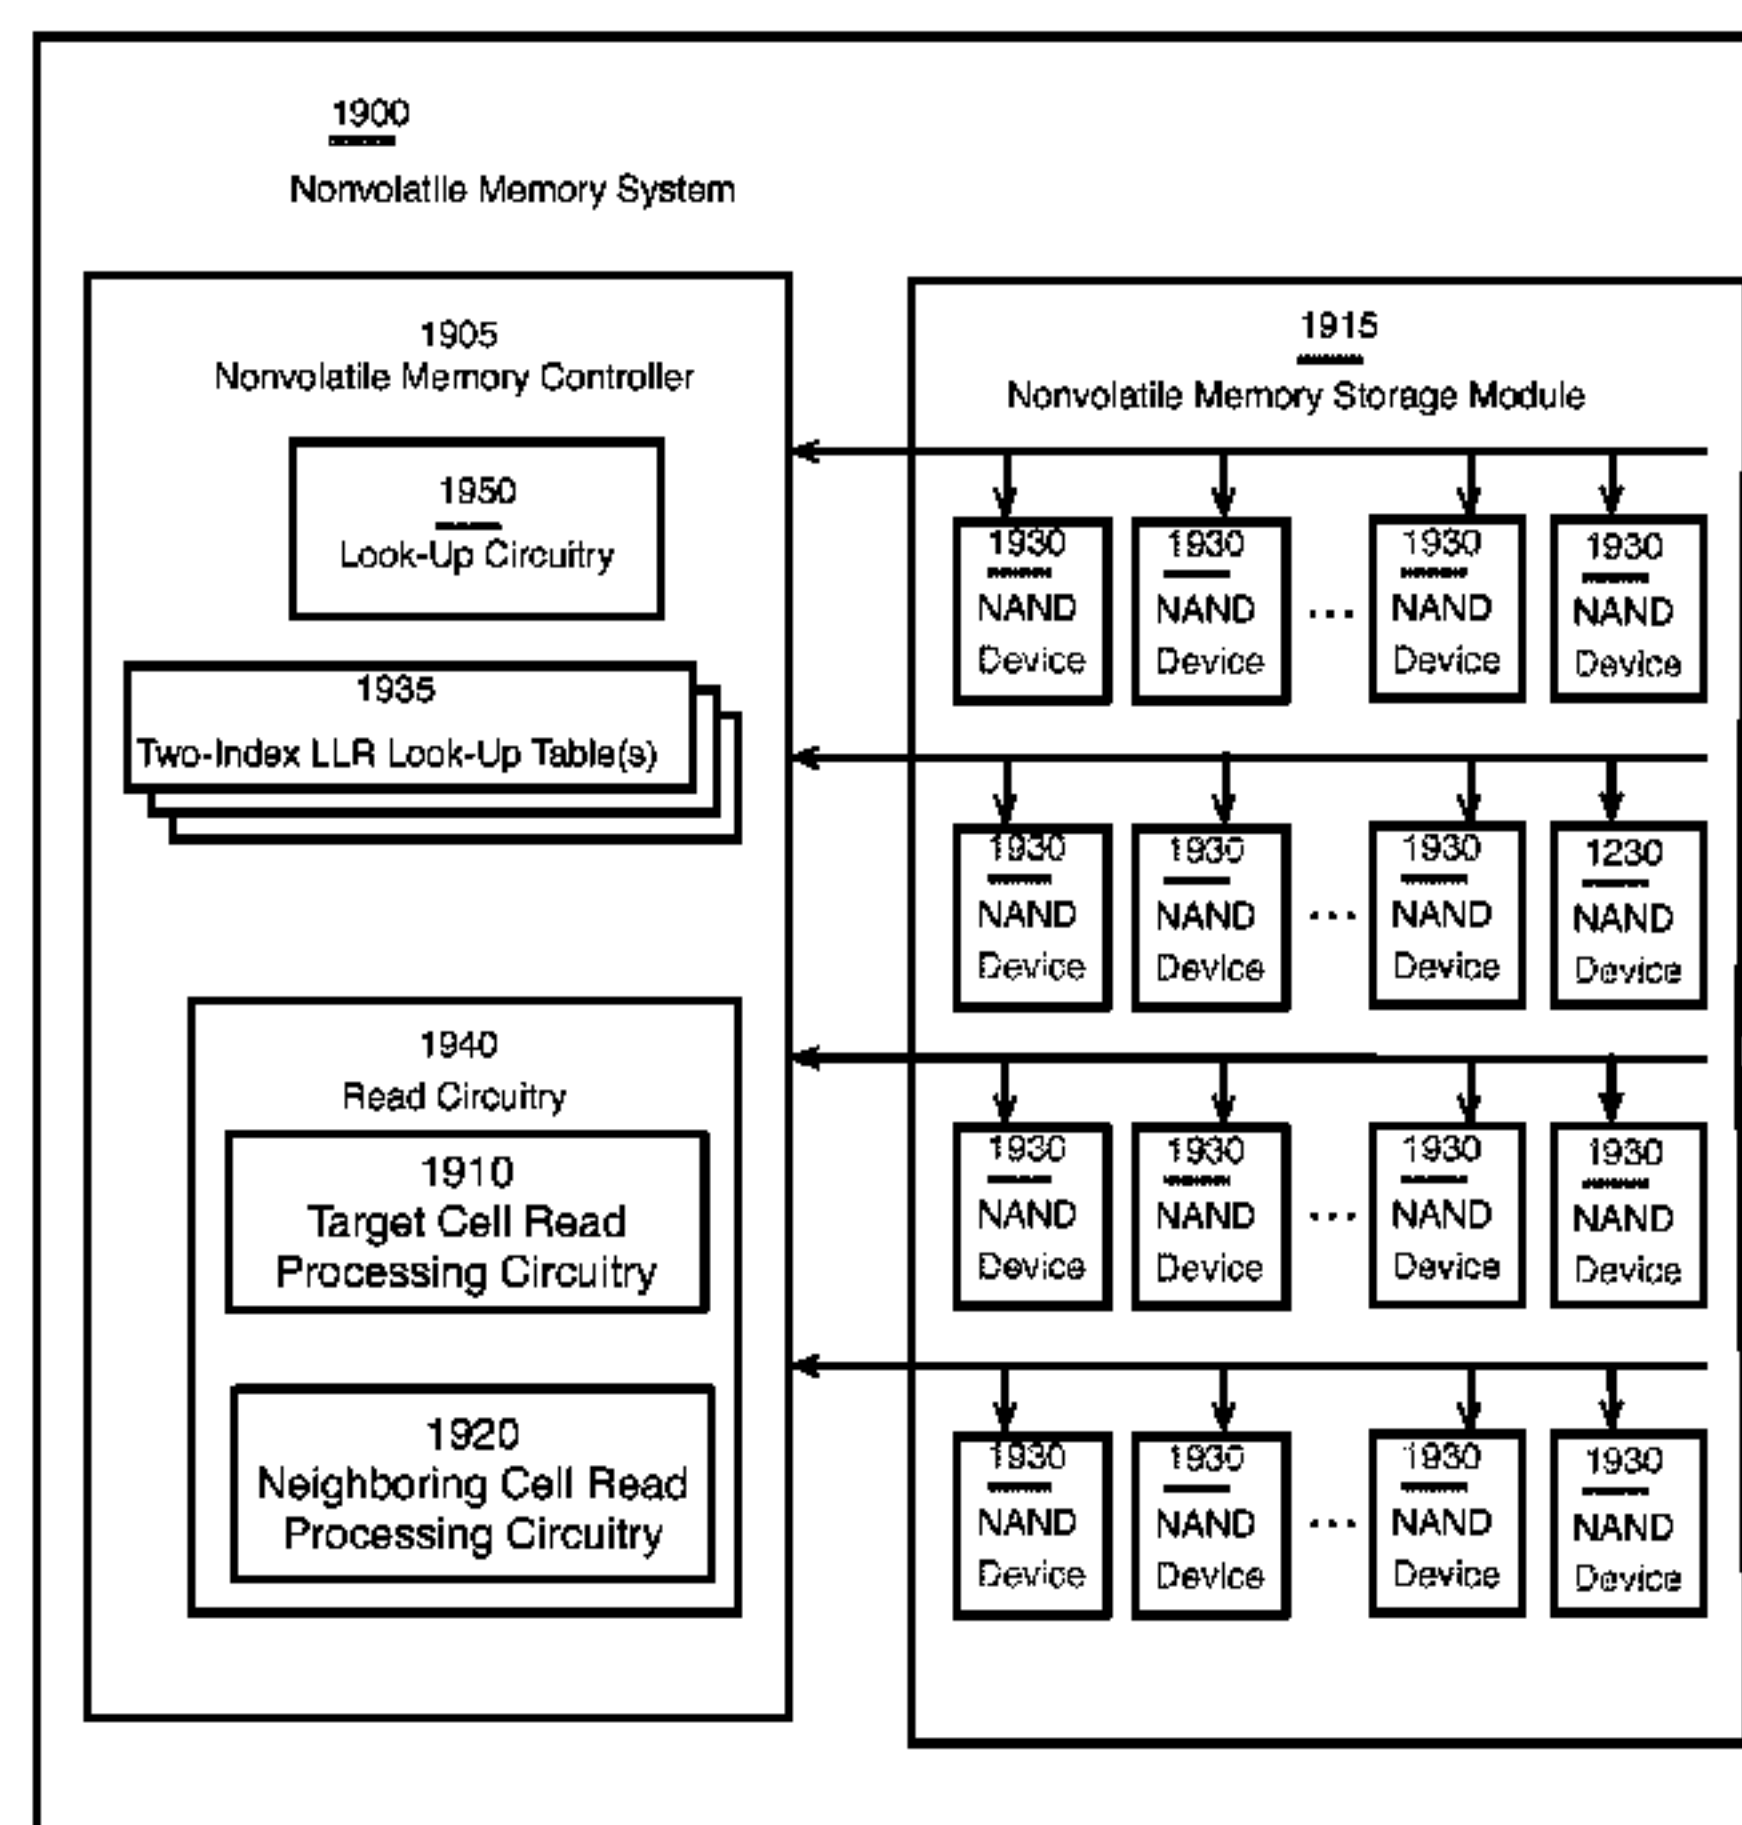 1900
Nonvolatile Memory System
1905
Nonvolatile Memory Controller
1950
Look-Up Circuitry
1935
Two-Index LLR Look-Up Table(s)
1940
Read Circuitry
1910
Target Cell Read
Processing Circuitry
1920
Neighboring Cell Read
Processing Circuitry
1915
Nonvolatile Memory Storage Module
1930 1930 1930 1930
NAND NAND ... NAND NAND
Device Device Device Device
1930 1930 1930 1230
NAND NAND ... NAND NAND
Device Device Device Device
1930 1930 1930 1930
NAND NAND ... NAND NAND
Device Device Device Device
1930 1930 1930 1930
NAND NAND ... NAND NAND
Device Device Device Device